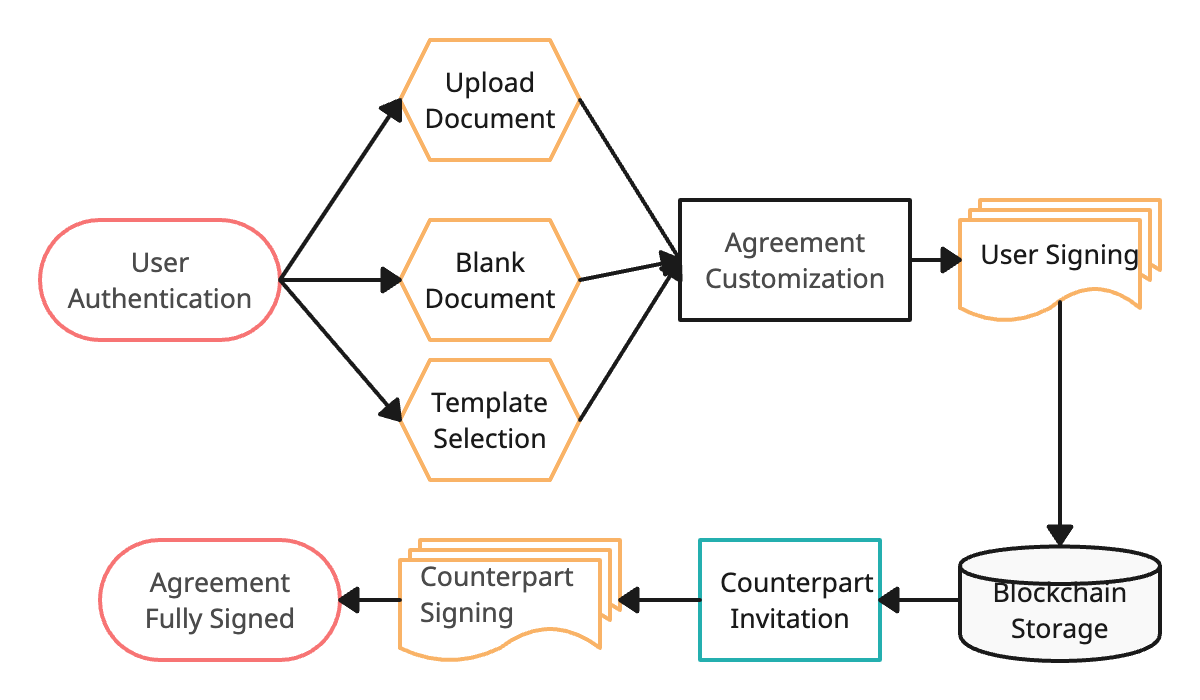 Upload
Document
User
Authentication
Blank
Document
Template
Selection
Agreement
Customization
User Signing
Agreement
Fully Signed
Counterpart
Signing
Counterpart
Invitation
Blockchain
Storage